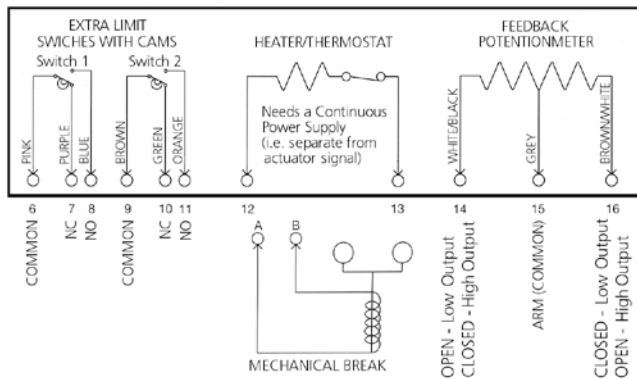 EXTRA LIMIT
SWICHES WITH CAMS
Switch 1
Switch 2
HEATER/THERMOSTAT
FEEDBACK
POTENTIONMETER
Needs a Continuous
Power Supply
(i.e. separate from
actuator signal)
PINK
PURPLE
BLUE
BROWN
GREEN
ORANGE
WHITE/BLACK
GREY
BROWN/WHITE
6
7
8
9
10
11
12
13
14
15
16
COMMON
NC
NO
COMMON
NC
NO
A
B
MECHANICAL BREAK
OPEN - Low Output
CLOSED - High Output
ARM (COMMON)
CLOSED - Low Output
OPEN - High Output